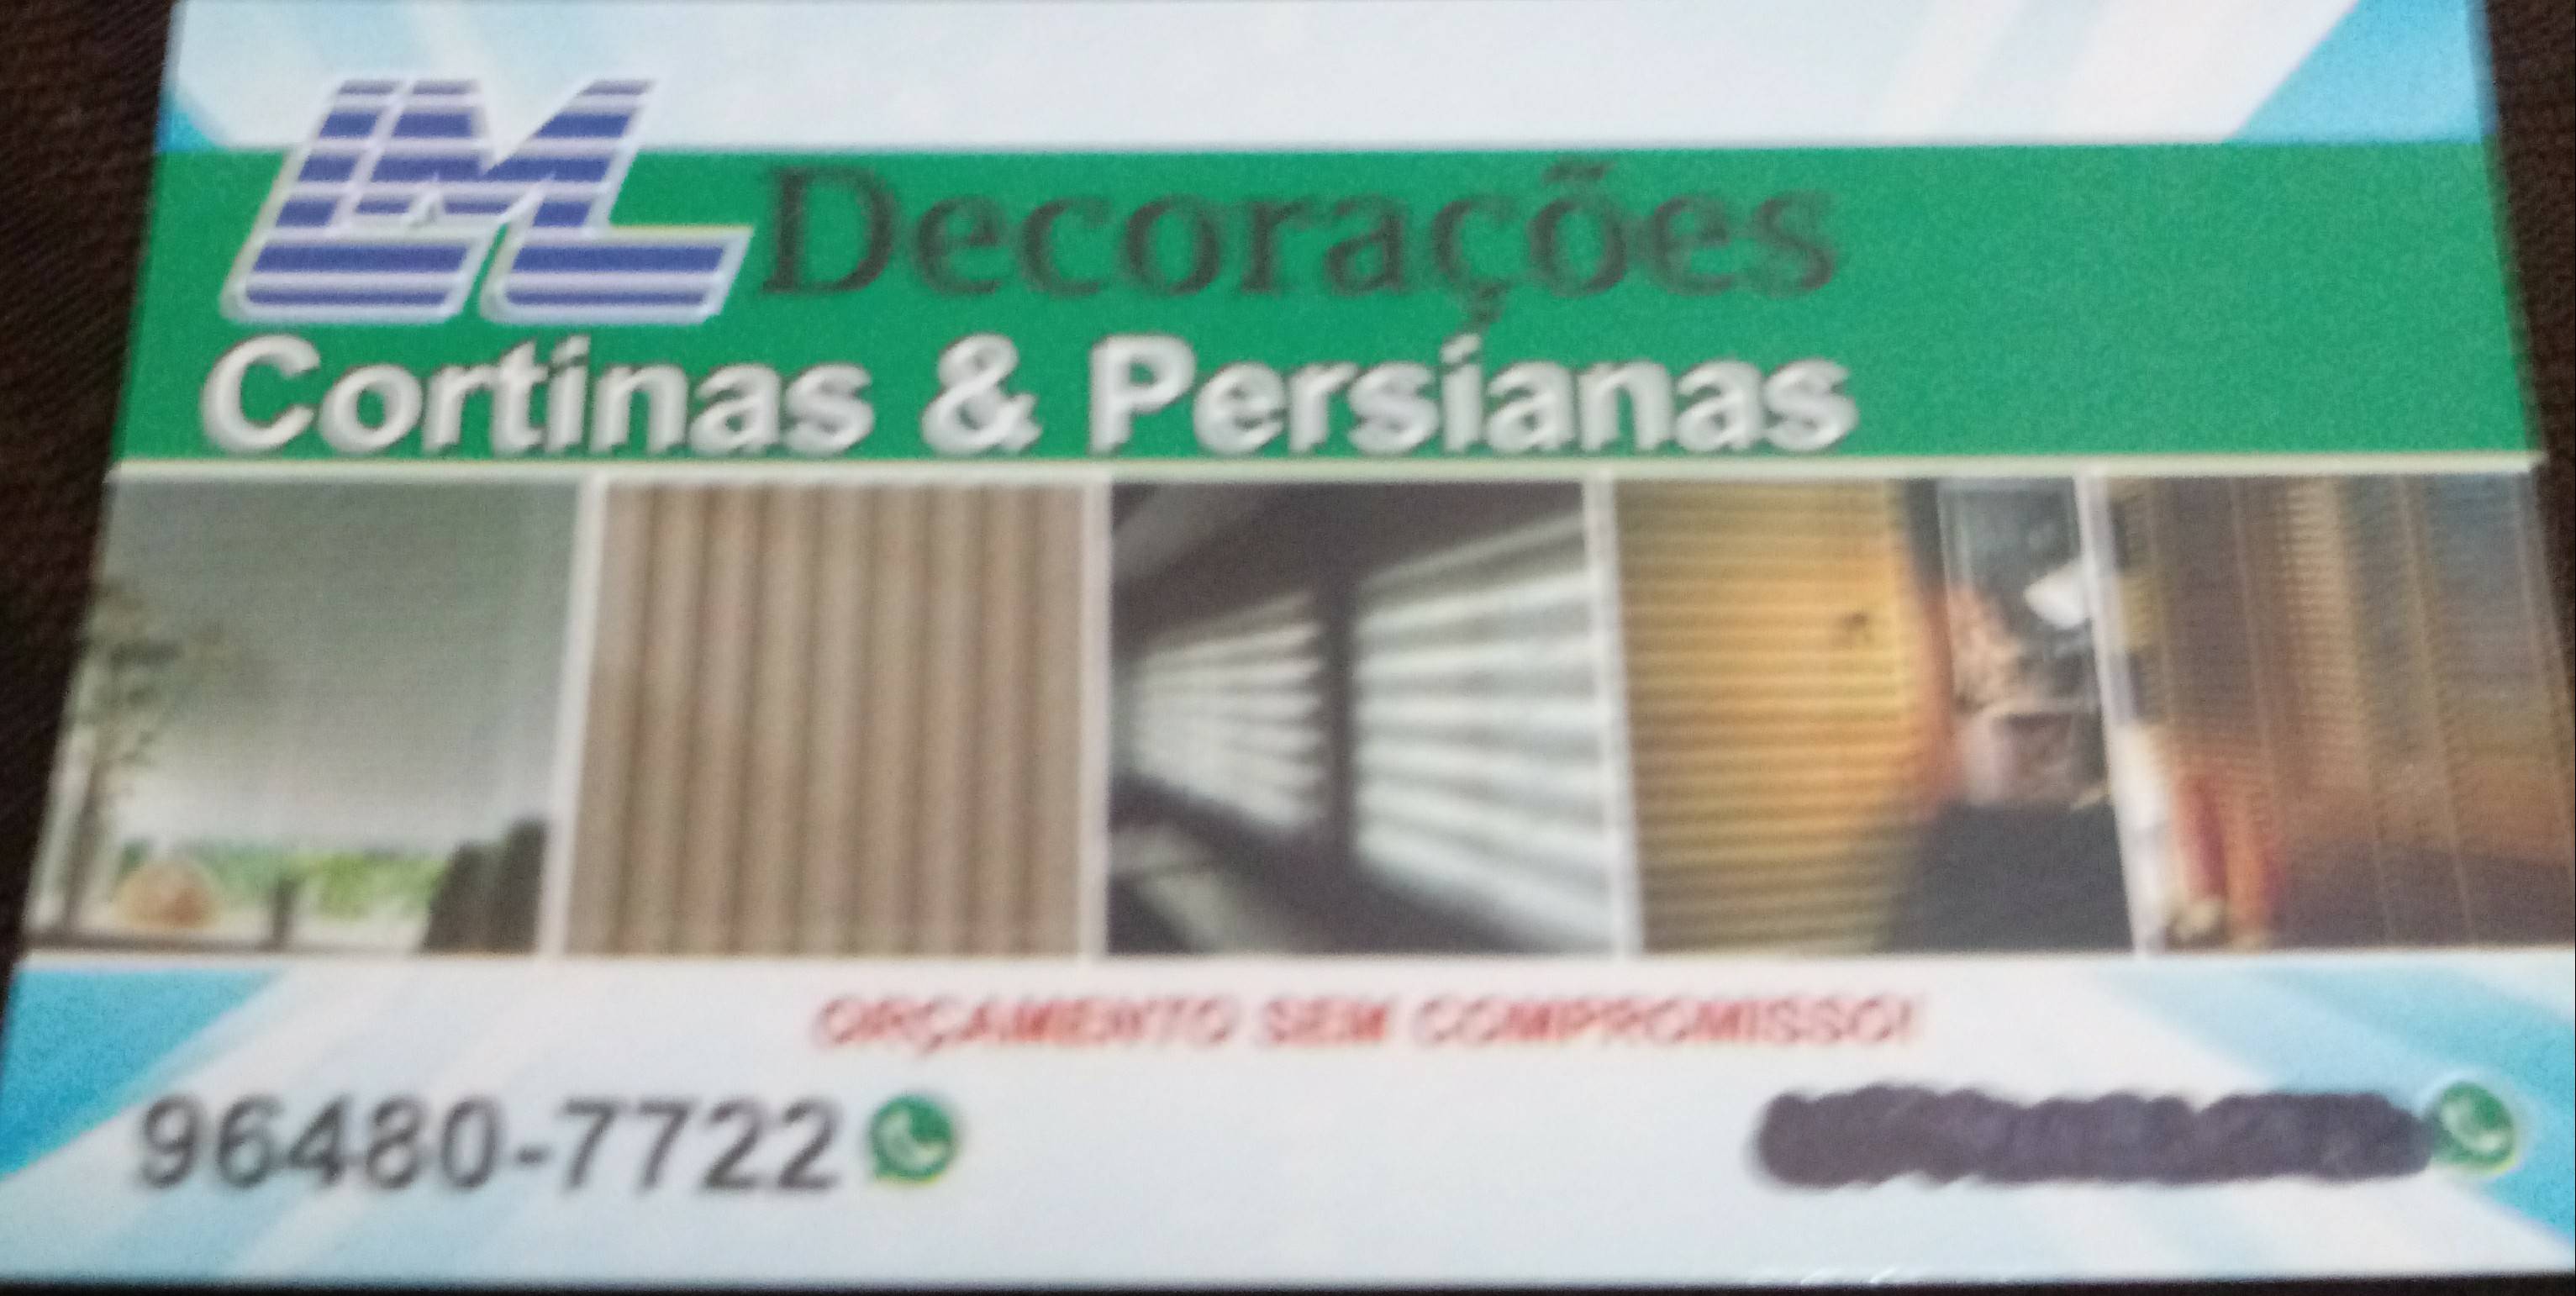 LML Decorações
Cortinas & Persianas
ORÇAMENTO SEM COMPROMISSO!
96480-7722